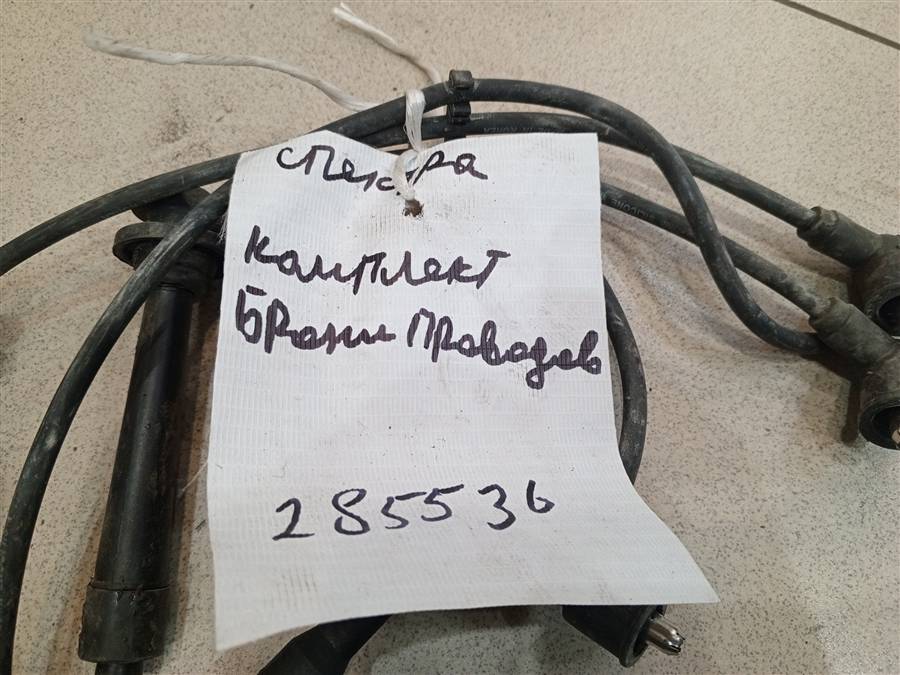 спектра
комплект
Брони Проводов
285536